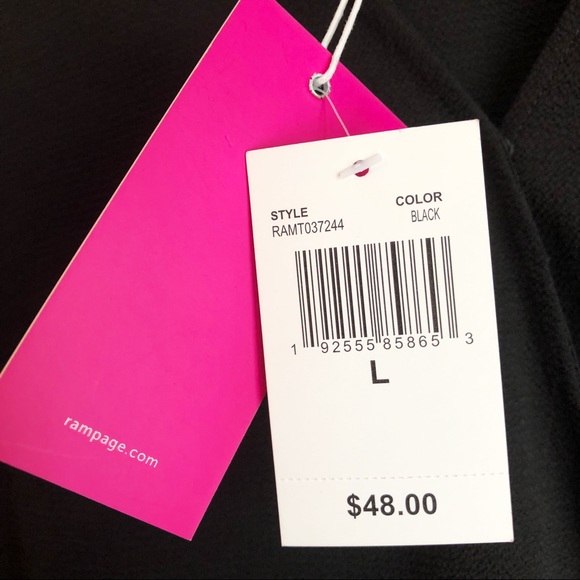 STYLE
COLOR
RAMT037244
BLACK
1 92555 85865 3
L
$48.00
rampage.com